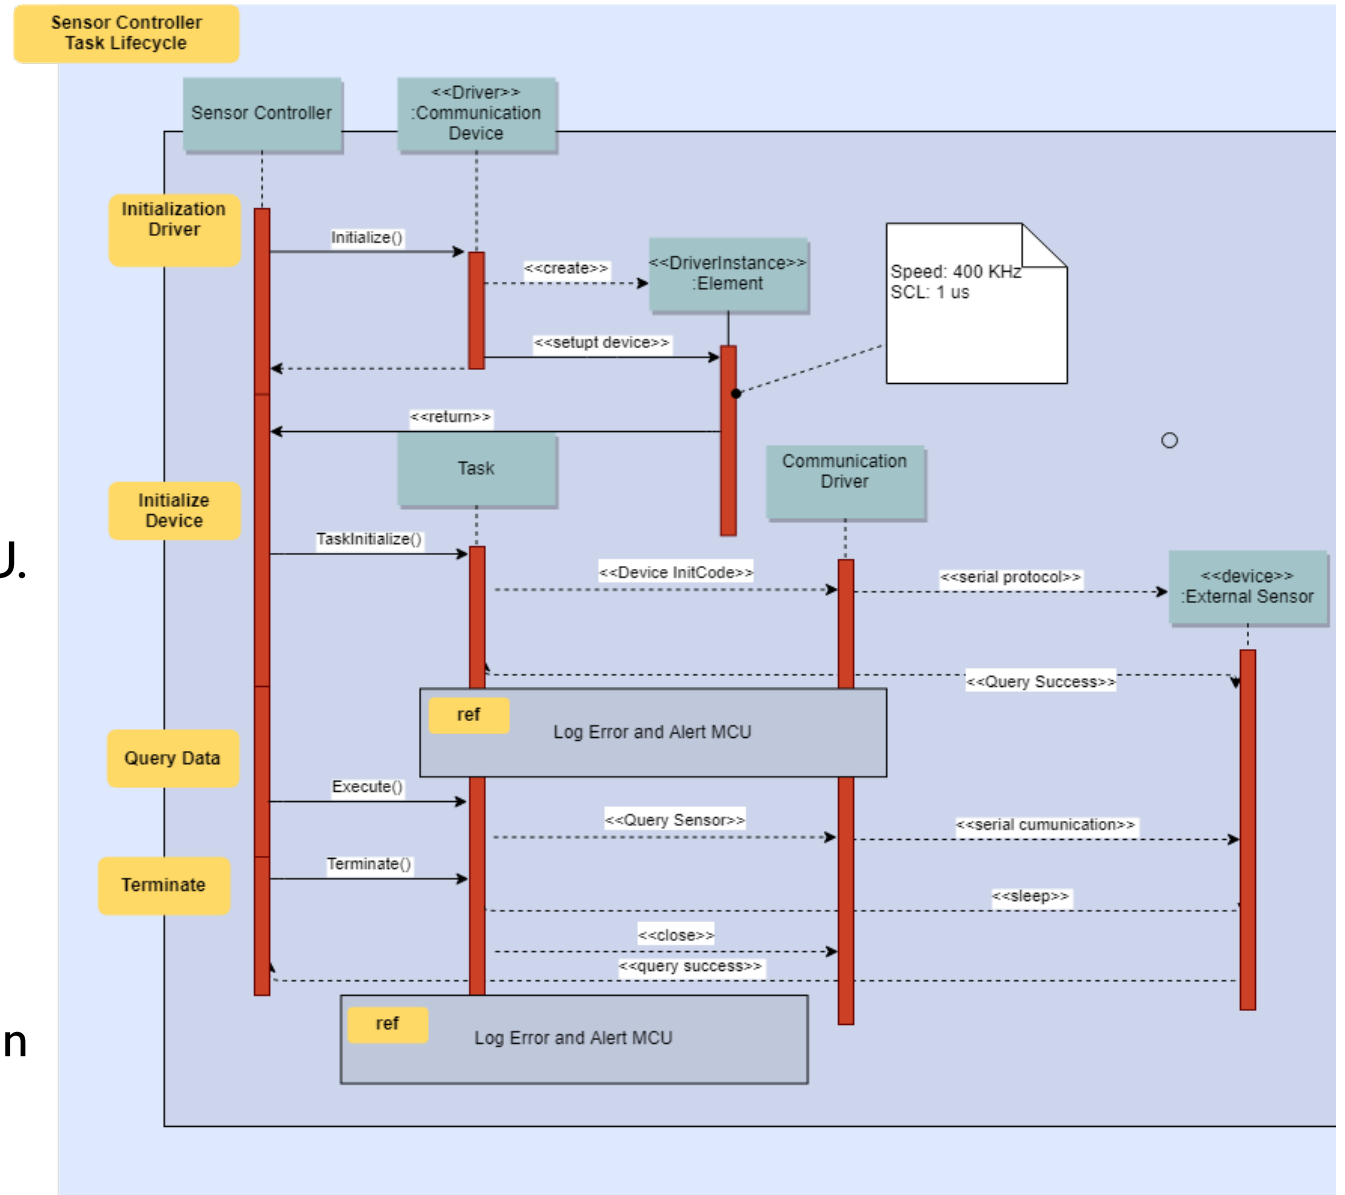 Sensor Controller
Task Lifecycle
Sensor Controller
<<Driver>>
:Communication
Device
Initialization
Driver
Initialize()
<<create>>
<<DriverInstance>>
:Element
Speed: 400 KHz
SCL: 1 us
<<setupt device>>
<<return>>
Task
Communication
Driver
Initialize
Device
TaskInitialize()
<<Device InitCode>>
<<serial protocol>>
<<device>>
:External Sensor
U.
<<Query Success>>
ref
Log Error and Alert MCU
Query Data
Execute()
<<Query Sensor>>
<<serial cumunication>>
Terminate()
Terminate
<<sleep>>
<<close>>
<<query success>>
ref
Log Error and Alert MCU
n